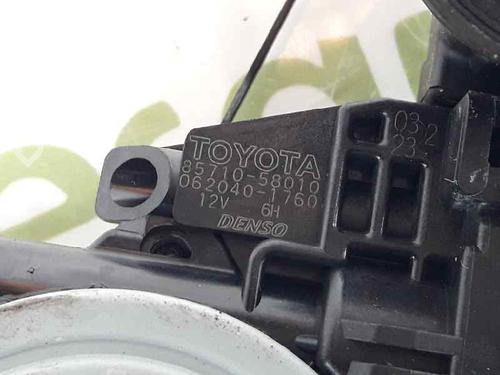 TOYOTA
85710-58010
062040-1760
12V 6H
DENSO
03-2
23-